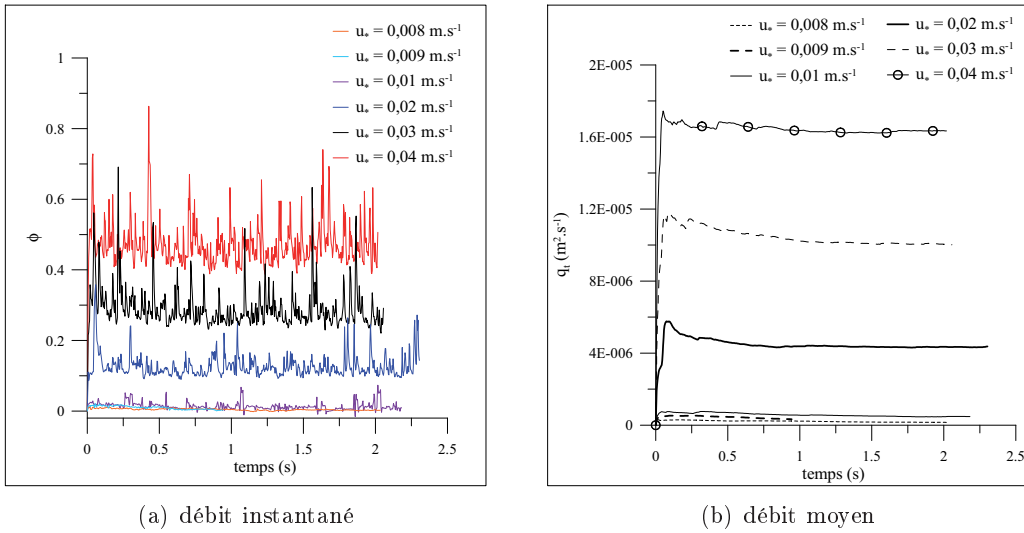 u* = 0,008 m.s-1
u* = 0,009 m.s-1
u* = 0,01 m.s-1
u* = 0,02 m.s-1
u* = 0,03 m.s-1
u* = 0,04 m.s-1
1
0.8
0.6
0.4
0.2
0
ϕ
0
0.5
1
1.5
2
2.5
temps (s)
(a) débit instantané
u* = 0,008 m.s-1
u* = 0,009 m.s-1
u* = 0,01 m.s-1
u* = 0,02 m.s-1
u* = 0,03 m.s-1
u* = 0,04 m.s-1
2E-005
1.6E-005
1.2E-005
8E-006
4E-006
0
qt (m2.s-1)
0
0.5
1
1.5
2
2.5
temps (s)
(b) débit moyen